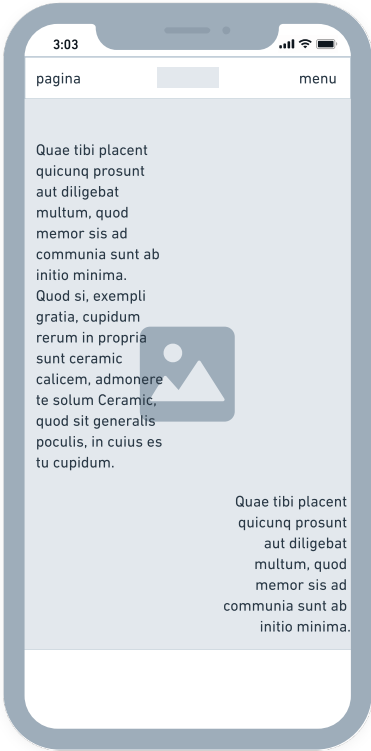 3:03
pagina
menu
Quae tibi placent
quicunq prosunt
aut diligebat
multum, quod
memor sis ad
communia sunt ab
initio minima.
Quod si, exempli
gratia, cupidum
rerum in propria
sunt ceramic
calicem, admonere
te solum Ceramic,
quod sit generalis
poculis, in cuius es
tu cupidum.
Quae tibi placent
quicunq prosunt
aut diligebat
multum, quod
memor sis ad
communia sunt ab
initio minima.